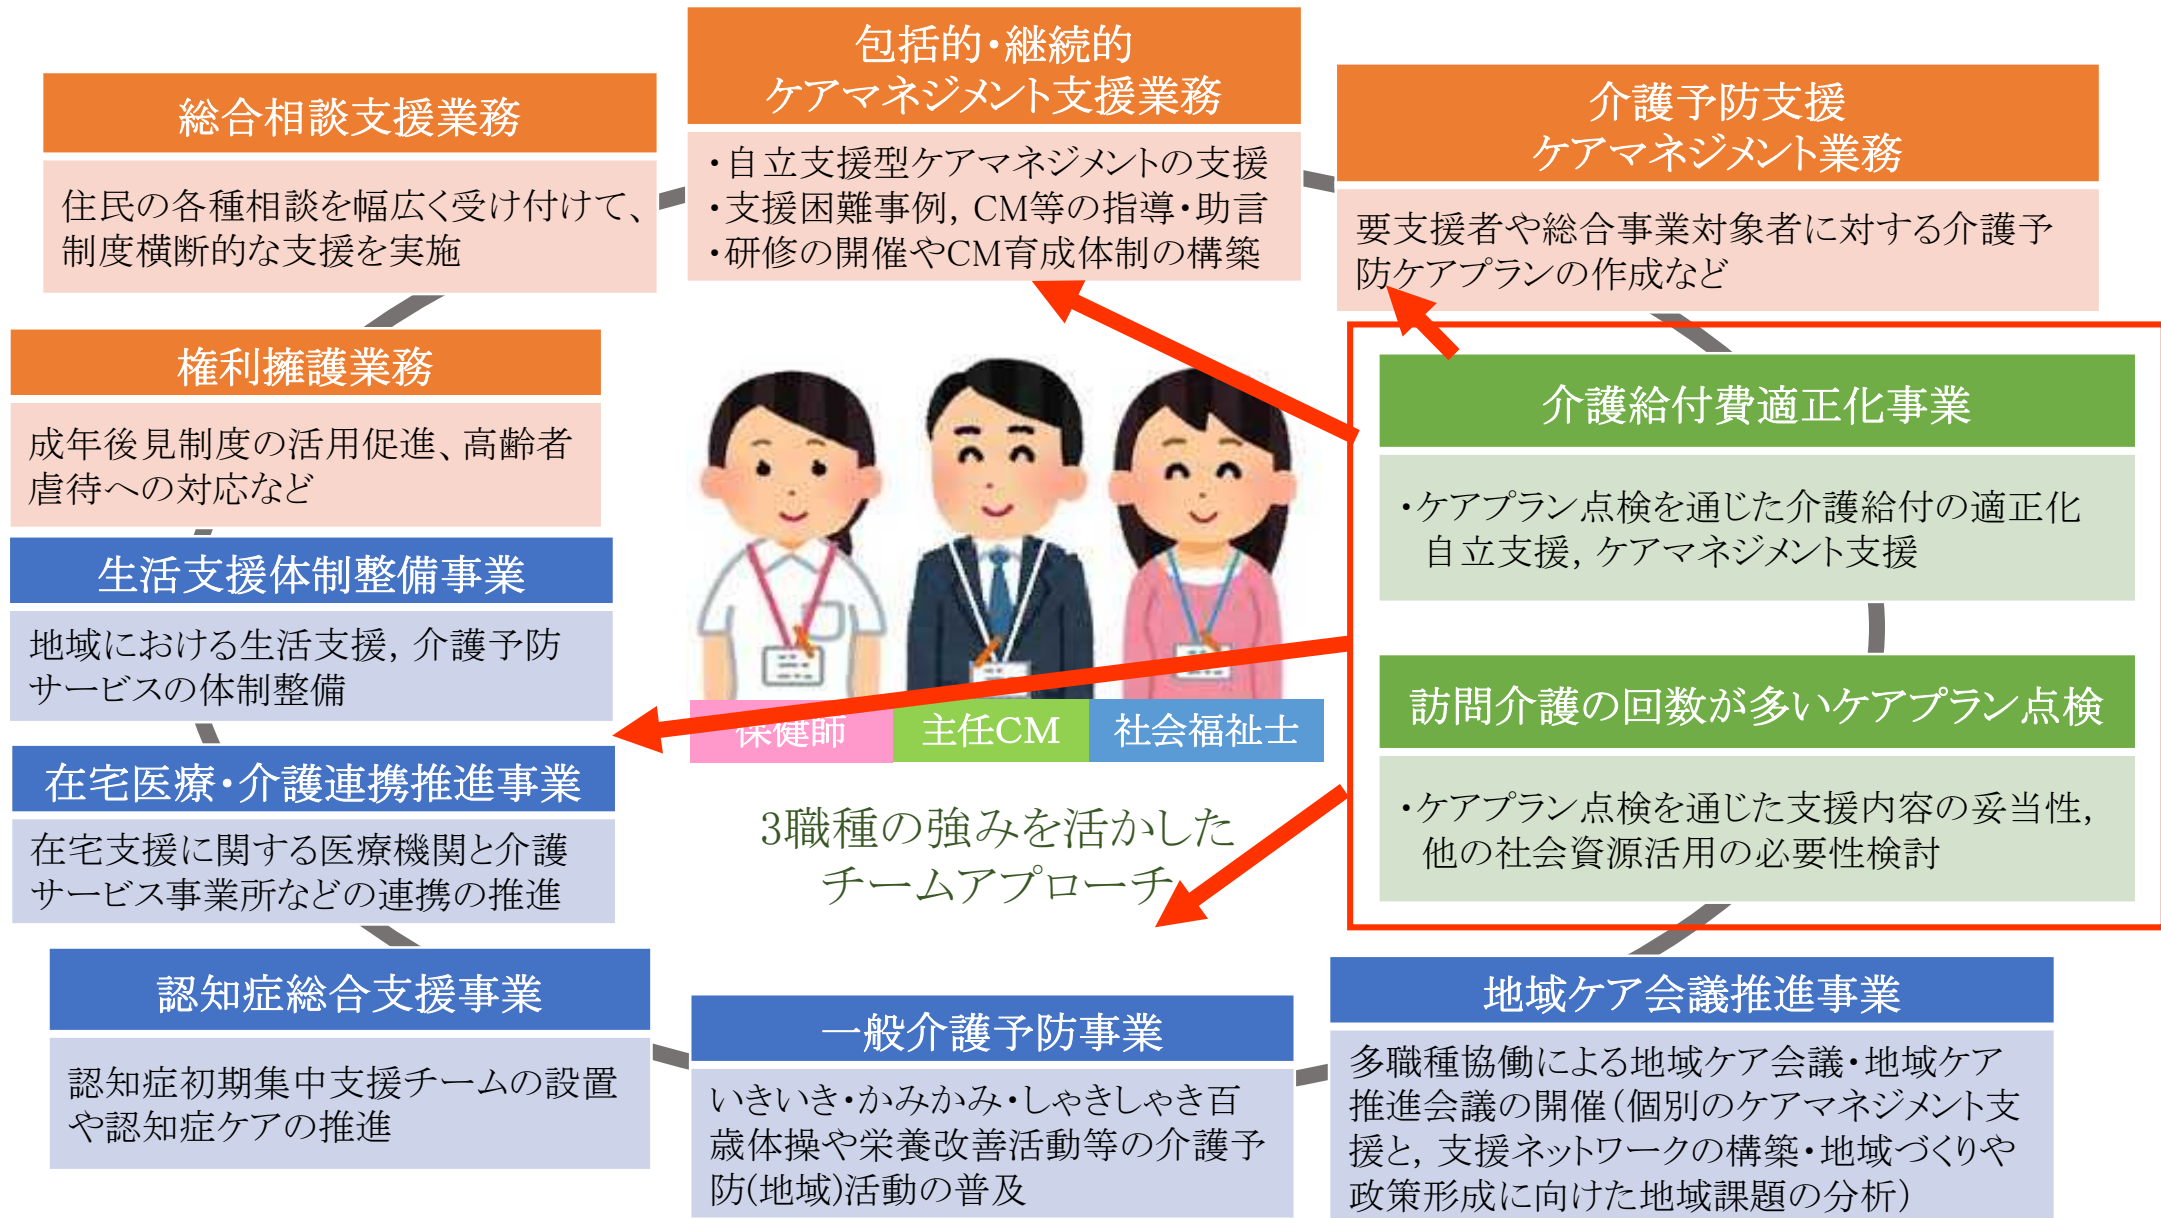 包括的・継続的
ケアマネジメント支援業務
・自立支援型ケアマネジメントの支援
・支援困難事例, CM等の指導・助言
・研修の開催やCM育成体制の構築
総合相談支援業務
住民の各種相談を幅広く受け付けて、
制度横断的な支援を実施
介護予防支援
ケアマネジメント業務
要支援者や総合事業対象者に対する介護予
防ケアプランの作成など
権利擁護業務
成年後見制度の活用促進、高齢者
虐待への対応など
介護給付費適正化事業
・ケアプラン点検を通じた介護給付の適正化
自立支援, ケアマネジメント支援
生活支援体制整備事業
地域における生活支援, 介護予防
サービスの体制整備
訪問介護の回数が多いケアプラン点検
・ケアプラン点検を通じた支援内容の妥当性,
他の社会資源活用の必要性検討
保健師
主任CM
社会福祉士
3職種の強みを活かした
チームアプローチ
在宅医療・介護連携推進事業
在宅支援に関する医療機関と介護
サービス事業所などの連携の推進
認知症総合支援事業
認知症初期集中支援チームの設置
や認知症ケアの推進
一般介護予防事業
いきいき・かみかみ・しゃきしゃき百
歳体操や栄養改善活動等の介護予
防(地域)活動の普及
地域ケア会議推進事業
多職種協働による地域ケア会議・地域ケア
推進会議の開催（個別のケアマネジメント支
援と, 支援ネットワークの構築・地域づくりや
政策形成に向けた地域課題の分析）